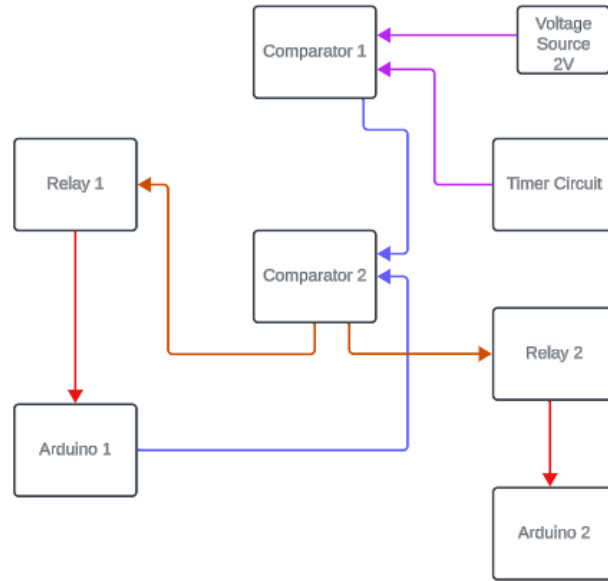 Comparator 1
Voltage
Source
2V
Relay 1
Timer Circuit
Comparator 2
Relay 2
Arduino 1
Arduino 2